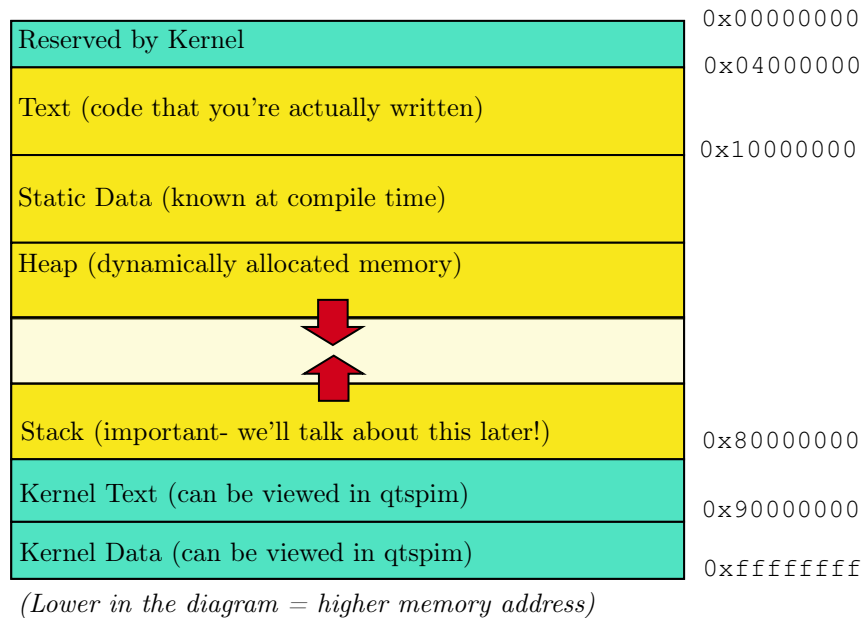 0x00000000
Reserved by Kernel
0x04000000
Text (code that you're actually written)
0x10000000
Static Data (known at compile time)
Heap (dynamically allocated memory)
Stack (important- we'll talk about this later!)
0x80000000
Kernel Text (can be viewed in qtspim)
0x90000000
Kernel Data (can be viewed in qtspim)
0xffffffff
(Lower in the diagram = higher memory address)